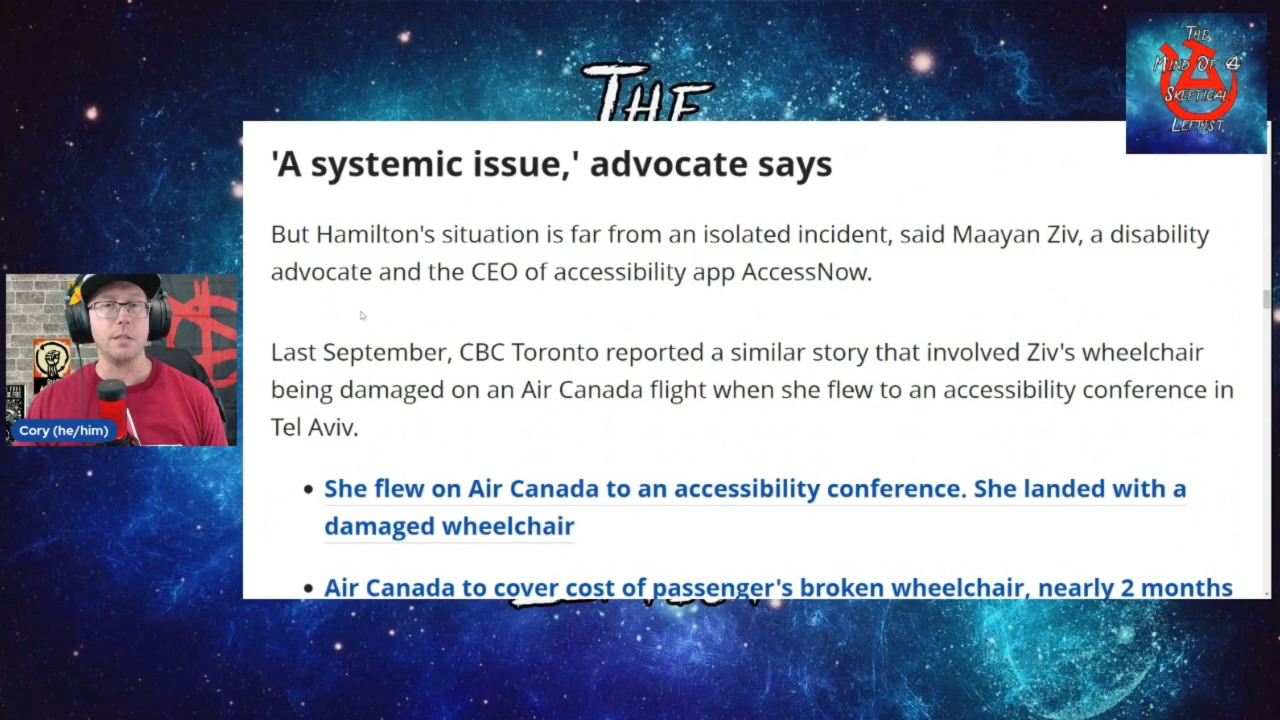 THE
THE
MIND OF A
SKEPTICAL
LEFTIST
'A systemic issue,' advocate says
But Hamilton's situation is far from an isolated incident, said Maayan Ziv, a disability
advocate and the CEO of accessibility app AccessNow.
Last September, CBC Toronto reported a similar story that involved Ziv's wheelchair
being damaged on an Air Canada flight when she flew to an accessibility conference in
Tel Aviv.
• She flew on Air Canada to an accessibility conference. She landed with a
damaged wheelchair
• Air Canada to cover cost of passenger's broken wheelchair, nearly 2 months
Cory (he/him)